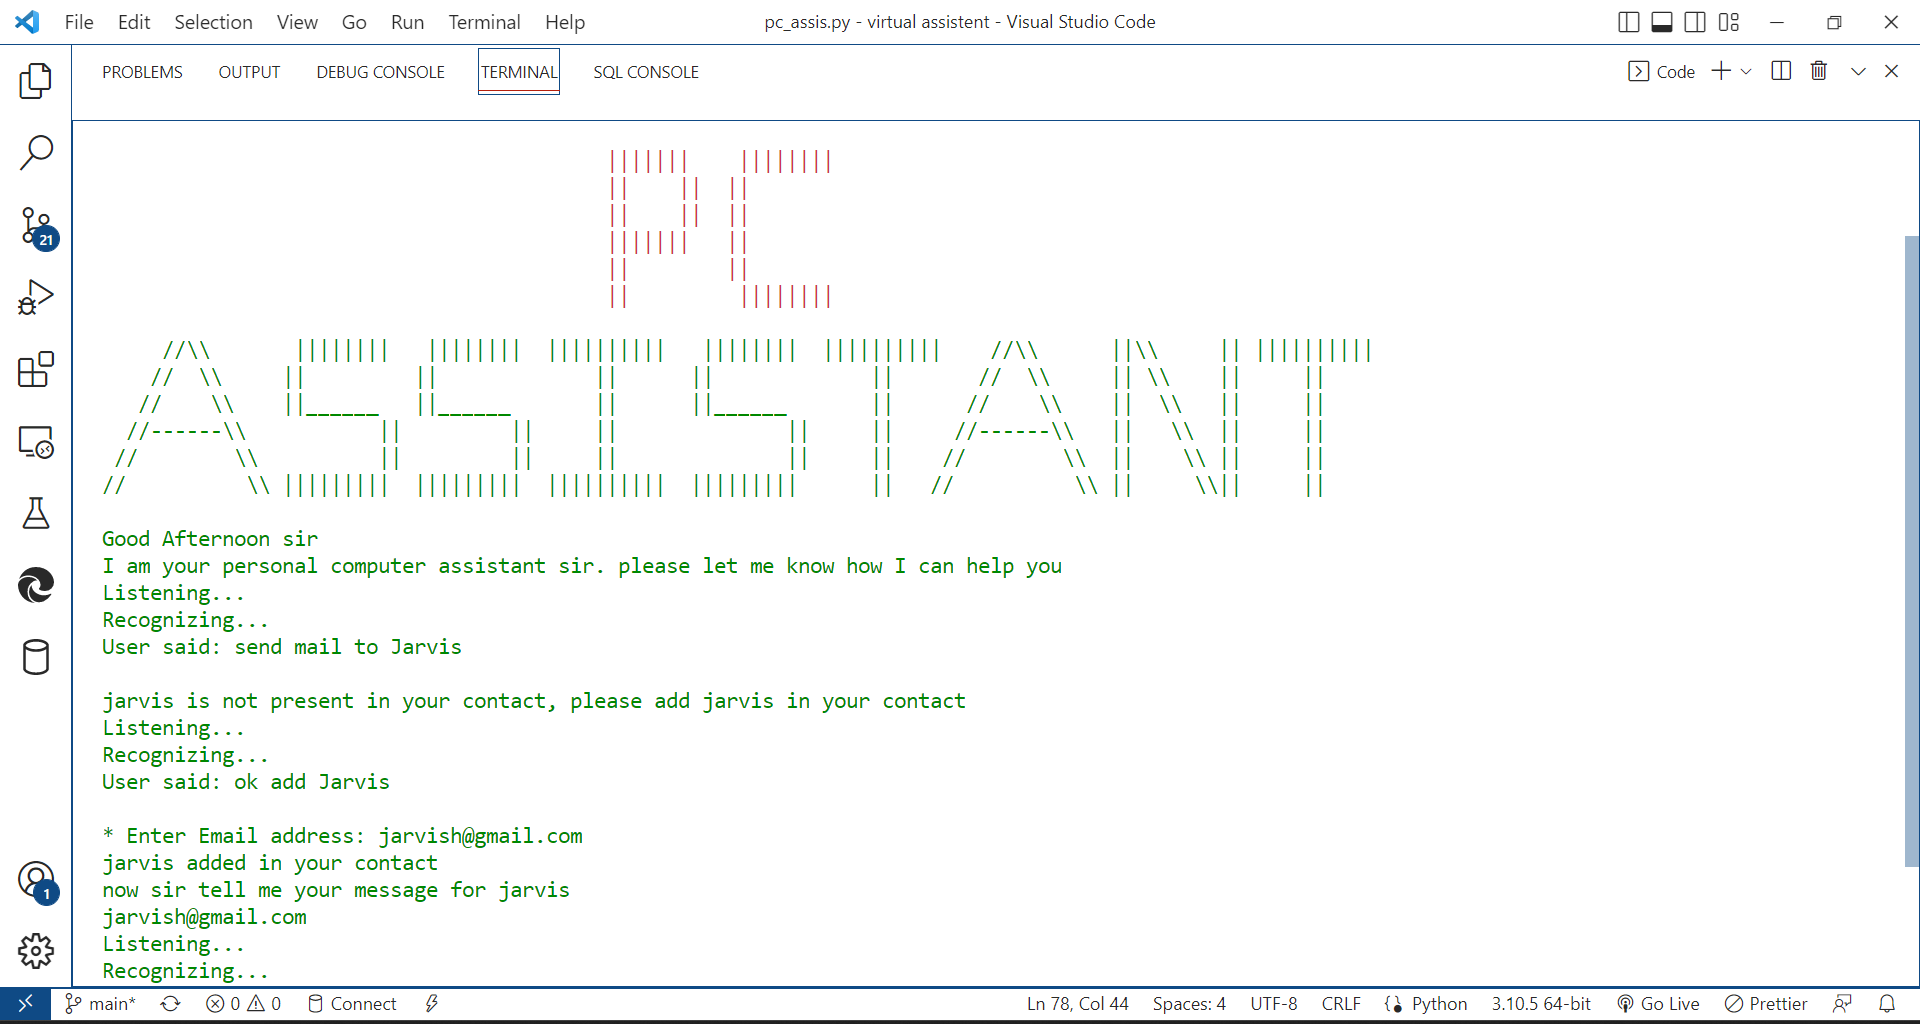 File Edit Selection View Go Run Terminal Help pc_assis.py - virtual assistent - Visual Studio Code
PROBLEMS OUTPUT DEBUG CONSOLE TERMINAL SQL CONSOLE Code
PC
ASSISTANT
21
Good Afternoon sir
I am your personal computer assistant sir. please let me know how I can help you
Listening...
Recognizing...
User said: send mail to Jarvis
jarvis is not present in your contact, please add jarvis in your contact
Listening...
Recognizing...
User said: ok add Jarvis
* Enter Email address: jarvish@gmail.com
jarvis added in your contact
now sir tell me your message for jarvis
1
jarvish@gmail.com
Listening...
Recognizing...
main* 0 0 Connect Ln 78, Col 44 Spaces: 4 UTF-8 CRLF Python 3.10.5 64-bit Go Live Prettier